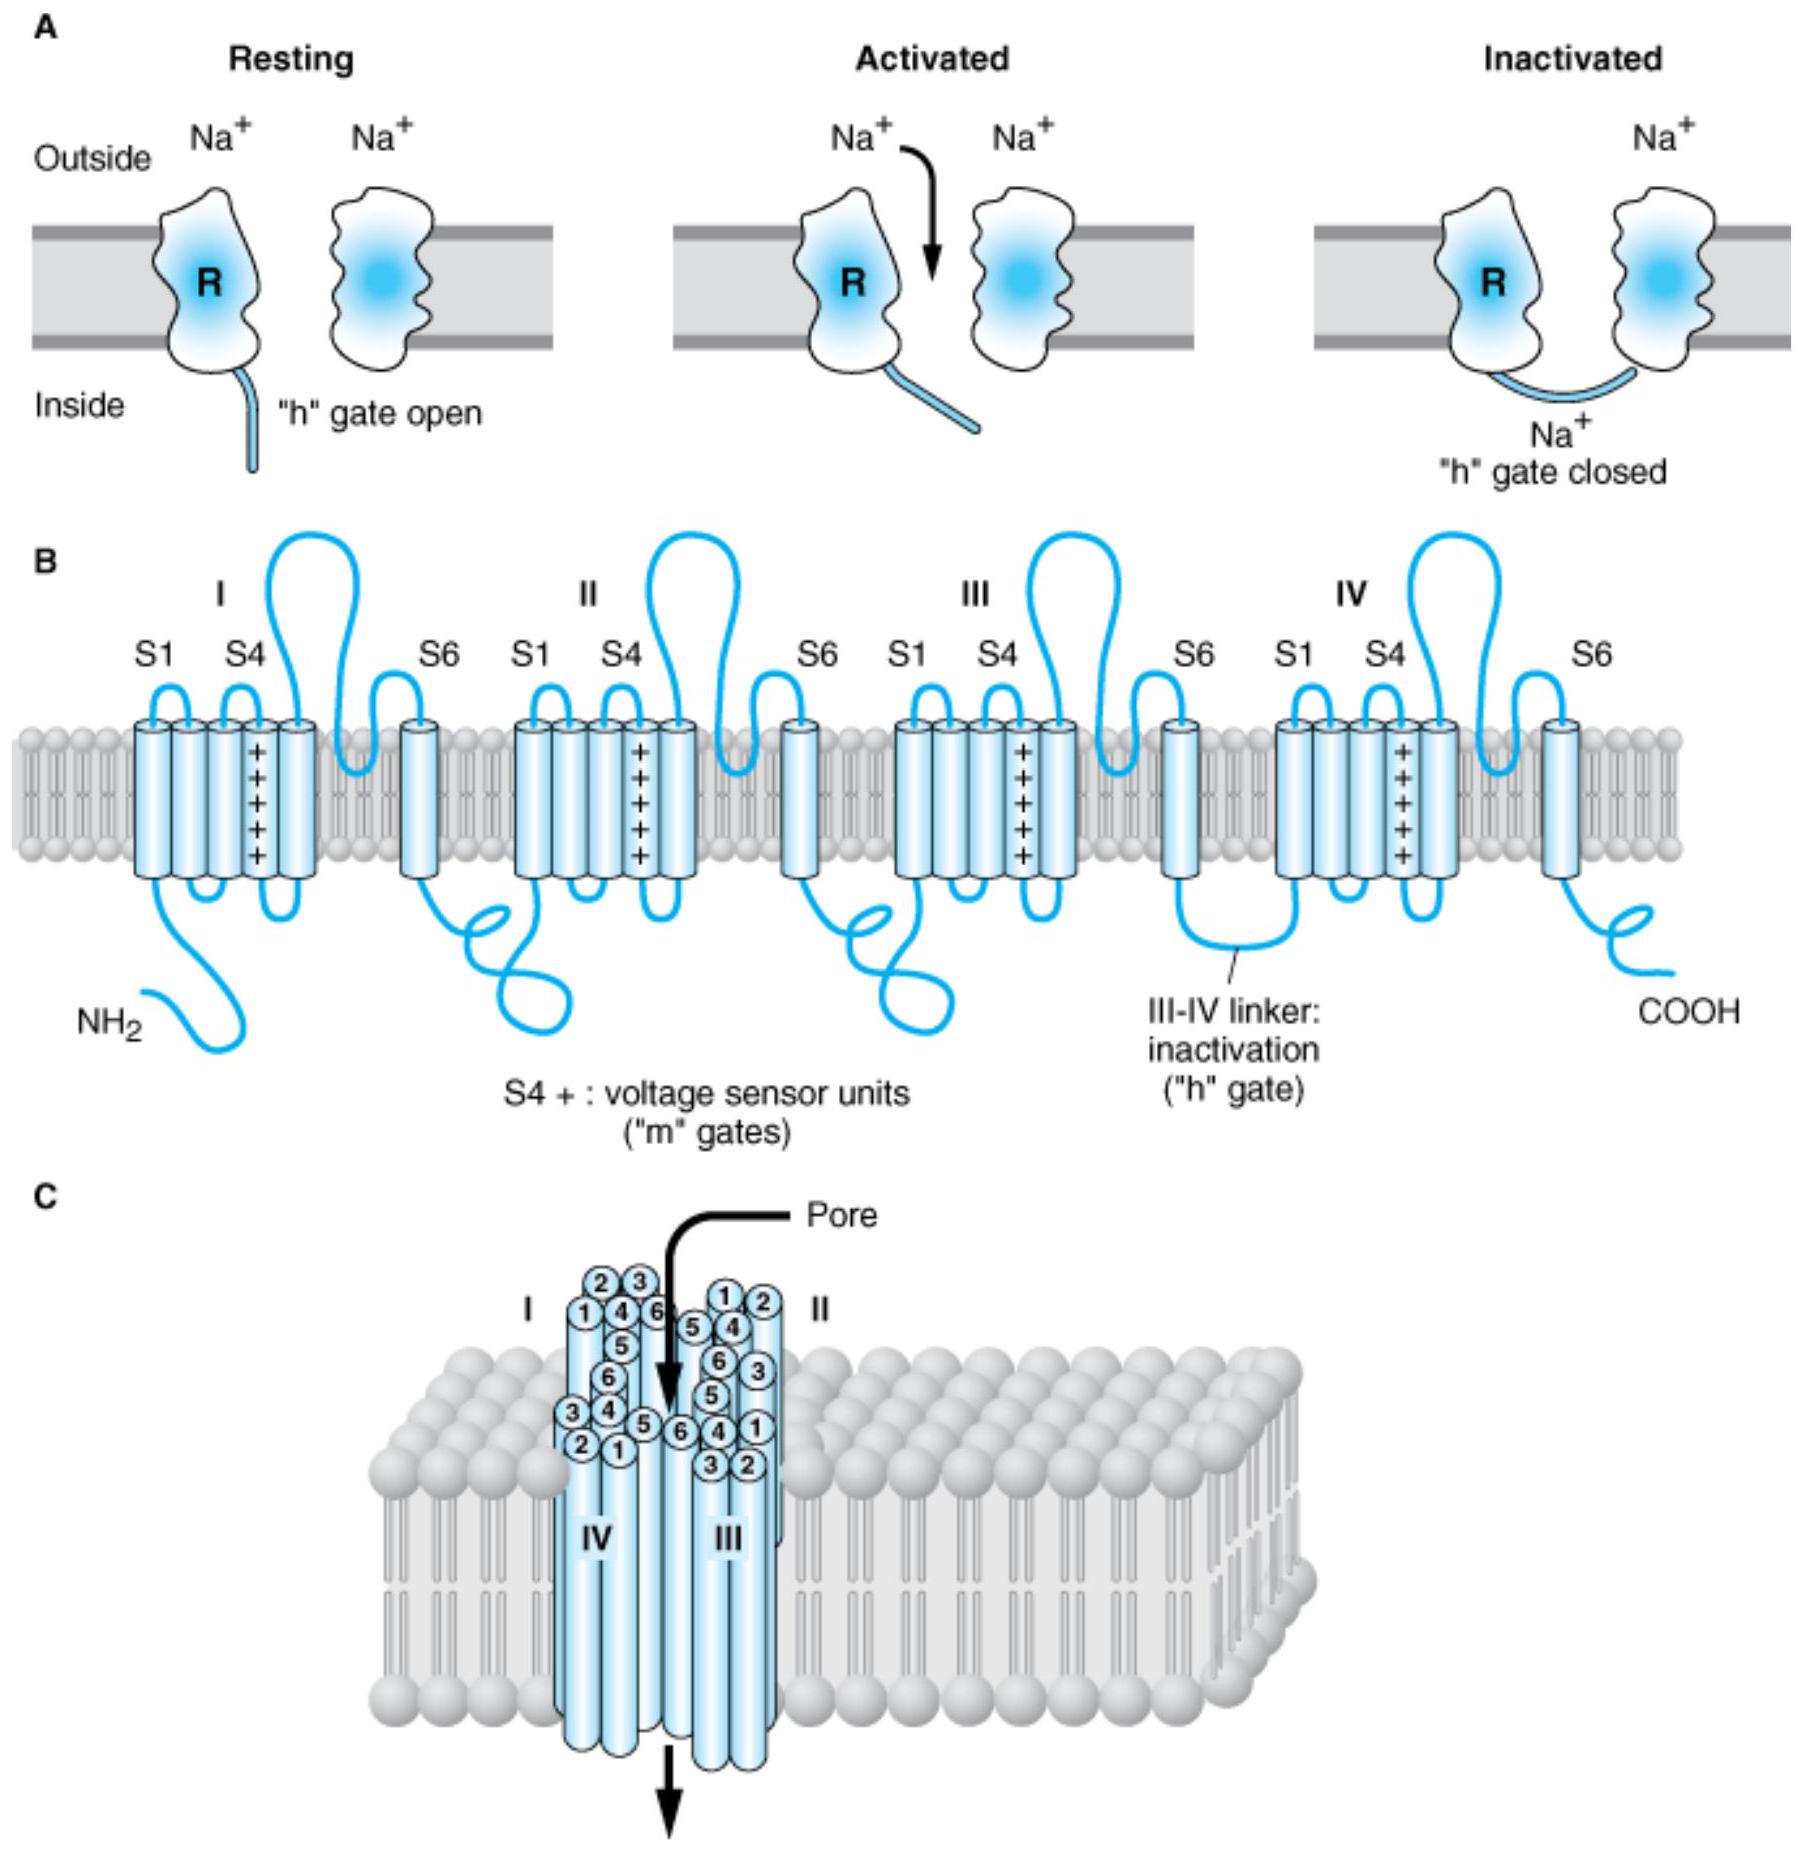 A
Resting Activated Inactivated
Na+ Na+ Na+ Na+ Na+
Outside
R R R
Inside
"h" gate open
Na+
"h" gate closed
B
I II III IV
S1 S4 S6 S1 S4 S6 S1 S4 S6 S1 S4 S6
+ + + +
+ + + +
+ + + +
+ + + +
+ + + +
NH2
III-IV linker:
inactivation
("h" gate)
COOH
S4 + : voltage sensor units
("m" gates)
C
Pore
I II
2 3 1 2
1 4 6 5 4
5 6 3
6 5
3 4 5 6 4 1
2 1 3 2
IV III